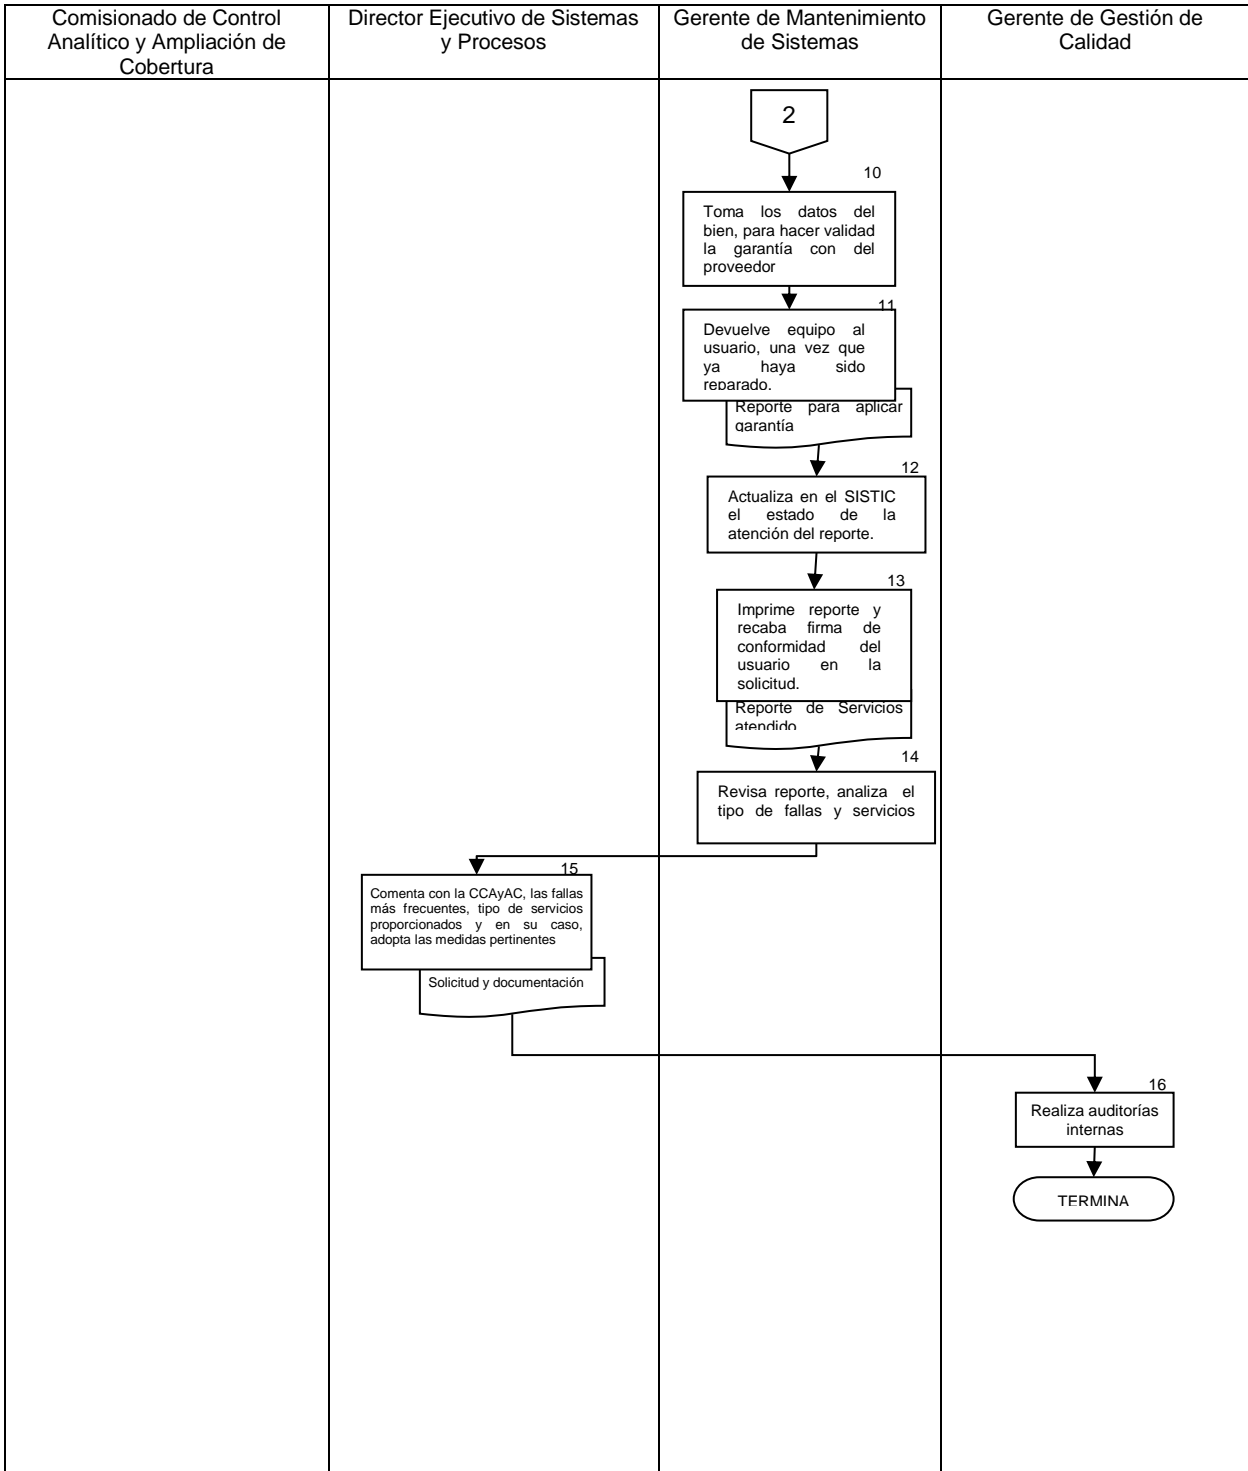 Comisionado de Control
Analítico y Ampliación de
Cobertura
Director Ejecutivo de Sistemas
y Procesos
Gerente de Mantenimiento
de Sistemas
Gerente de Gestión de
Calidad
2
10
Toma los datos del
bien, para hacer validad
la garantía con del
proveedor
11
Devuelve equipo al
usuario, una vez que
ya haya sido
reparado.
Reporte para aplicar
garantía
12
Actualiza en el SISTIC
el estado de la
atención del reporte.
13
Imprime reporte y
recaba firma de
conformidad del
usuario en la
solicitud.
Reporte de Servicios
atendido
14
Revisa reporte, analiza el
tipo de fallas y servicios
15
Comenta con la CCAyAC, las fallas
más frecuentes, tipo de servicios
proporcionados y en su caso,
adopta las medidas pertinentes
Solicitud y documentación
16
Realiza auditorías
internas
TERMINA